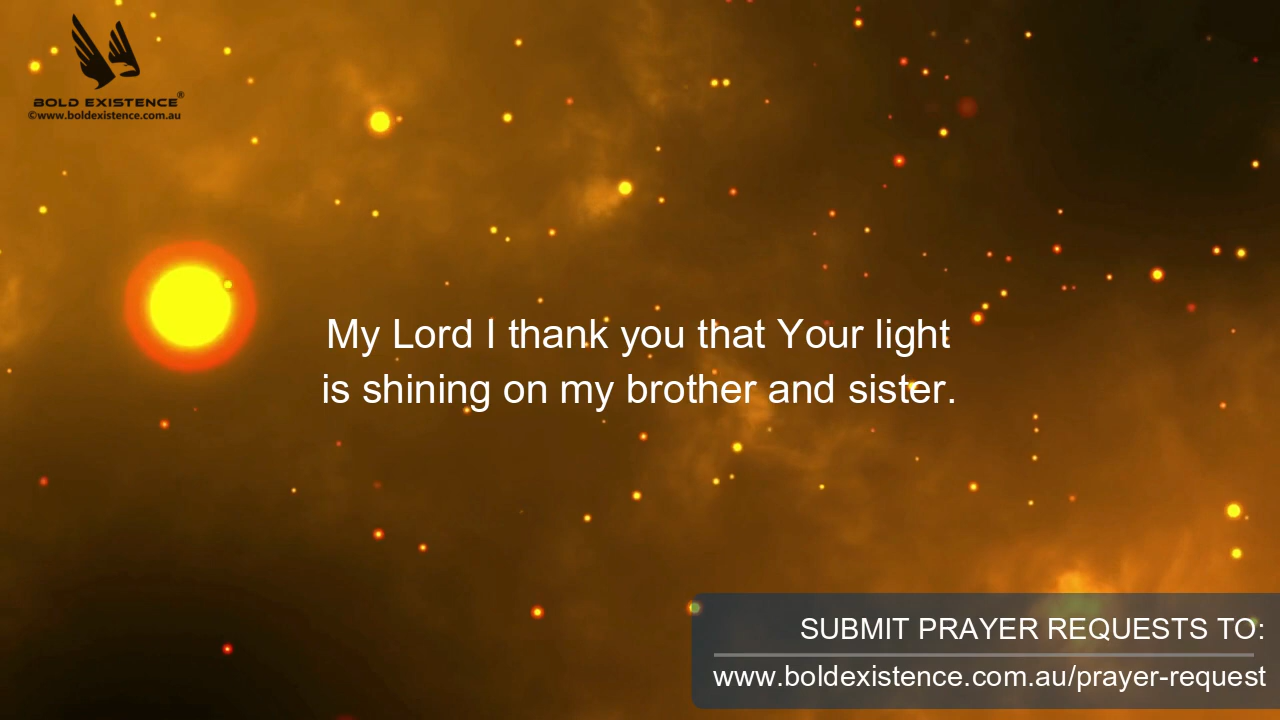 BOLD EXISTENCE®
©www.boldexistence.com.au
My Lord I thank you that Your light
is shining on my brother and sister.
SUBMIT PRAYER REQUESTS TO:
www.boldexistence.com.au/prayer-request